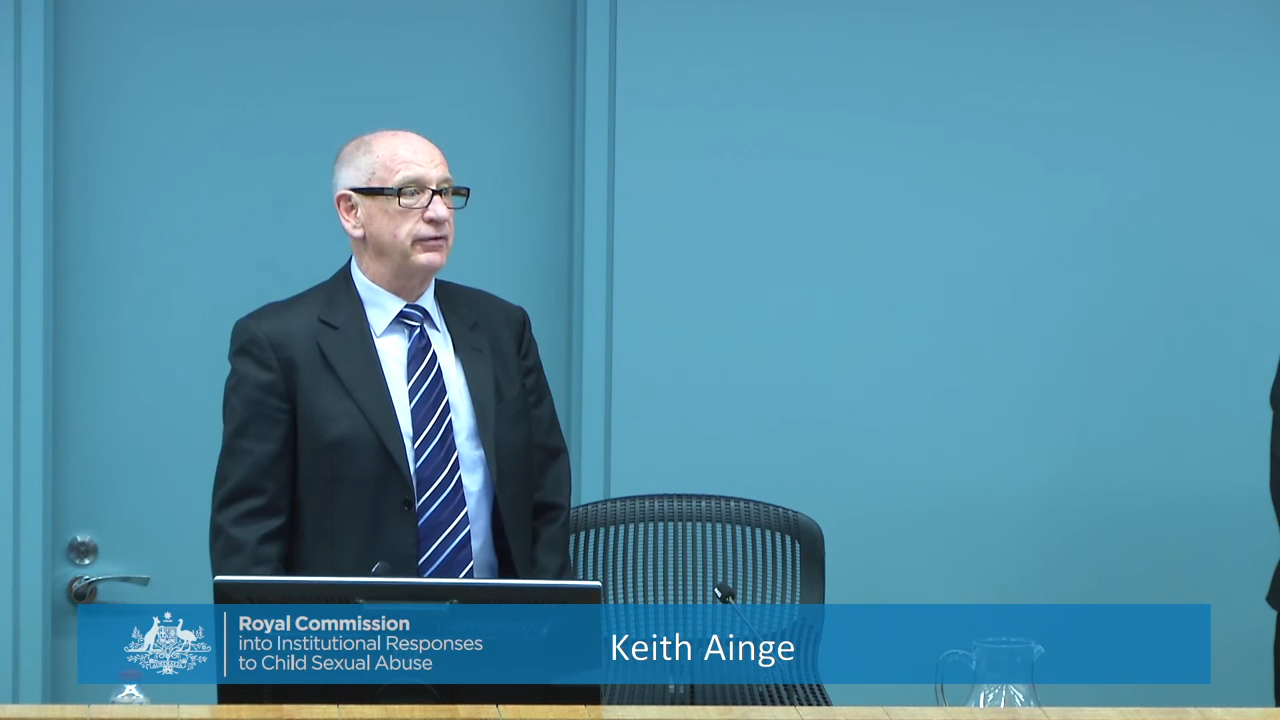 Royal Commission
into Institutional Responses
to Child Sexual Abuse
Keith Ainge